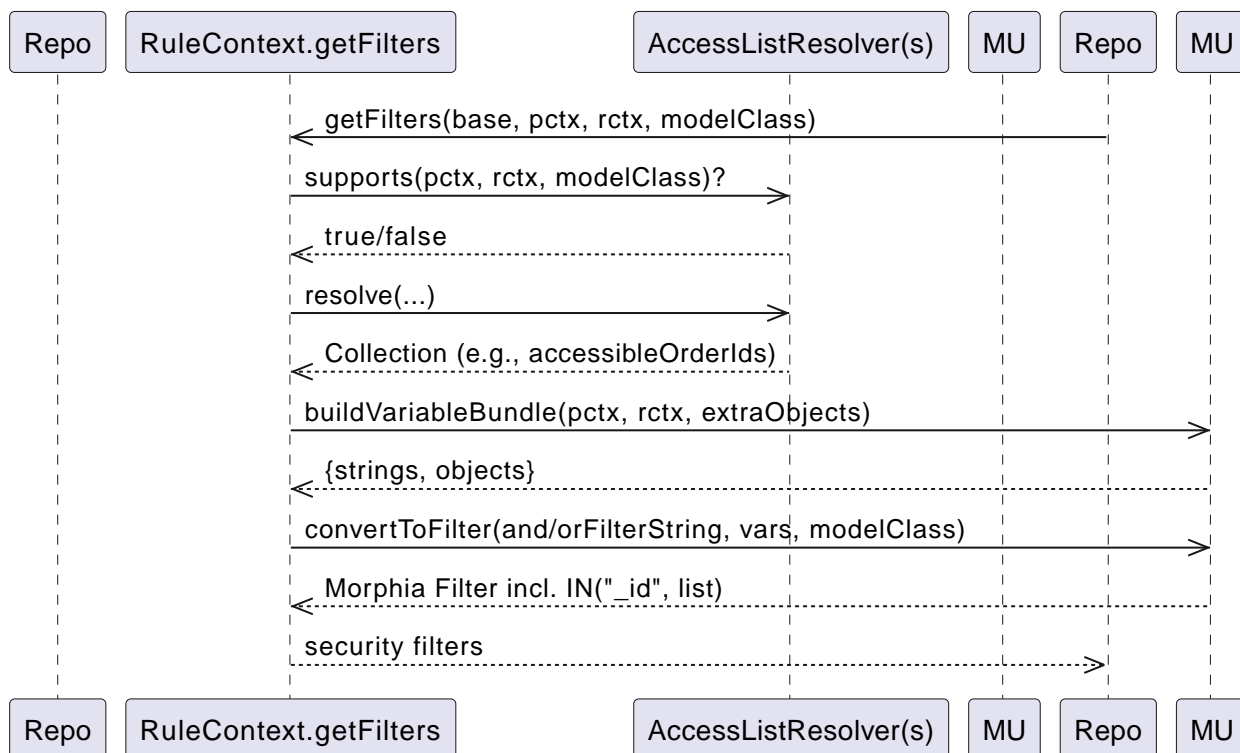 Repo
RuleContext.getFilters
AccessListResolver(s)
MU
Repo
MU
getFilters(base, pctx, rctx, modelClass)
supports(pctx, rctx, modelClass)?
true/false
resolve(...)
Collection (e.g., accessibleOrderIds)
buildVariableBundle(pctx, rctx, extraObjects)
{strings, objects}
convertToFilter(and/orFilterString, vars, modelClass)
Morphia Filter incl. IN("_id", list)
security filters
Repo
RuleContext.getFilters
AccessListResolver(s)
MU
Repo
MU